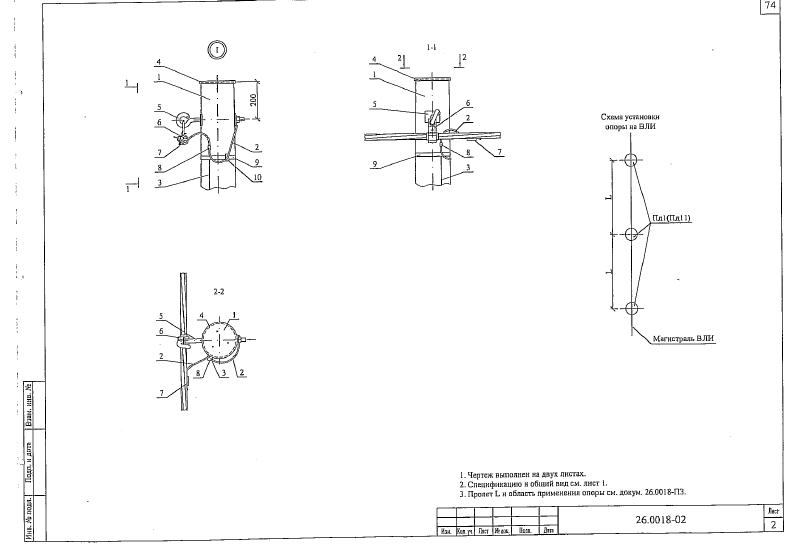 74
I
4
1
1
5
6
7
8
3
1
200
2
9
10
1-1
2
2
4
1
5
6
2
7
8
9
3
Схема установки
опоры на ВЛИ
L
L
Пд1(Пд11)
Магистраль ВЛИ
2-2
5
4
1
6
2
8
3
2
7
Взам. инв. №
Подп. и дата
Инв. № подл.
1. Чертеж выполнен на двух листах.
2. Спецификацию и общий вид см. лист 1.
3. Пролет L и область применения опоры см. докум. 26.0018-ПЗ.
Изм. Кол.уч Лист №док. Подп. Дата
26.0018-02
Лист
2